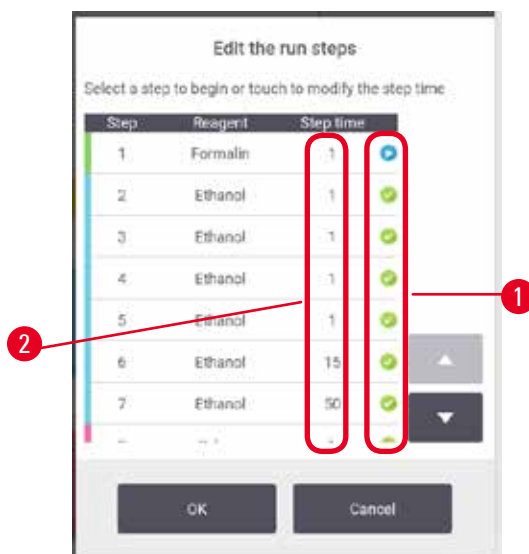 Edit the run steps
Select a step to begin or touch to modify the step time
Step Reagent Step time
1 Formalin 1
2 Ethanol 1
3 Ethanol 1
4 Ethanol 1
5 Ethanol 1
6 Ethanol 15
7 Ethanol 50
OK Cancel
1
2